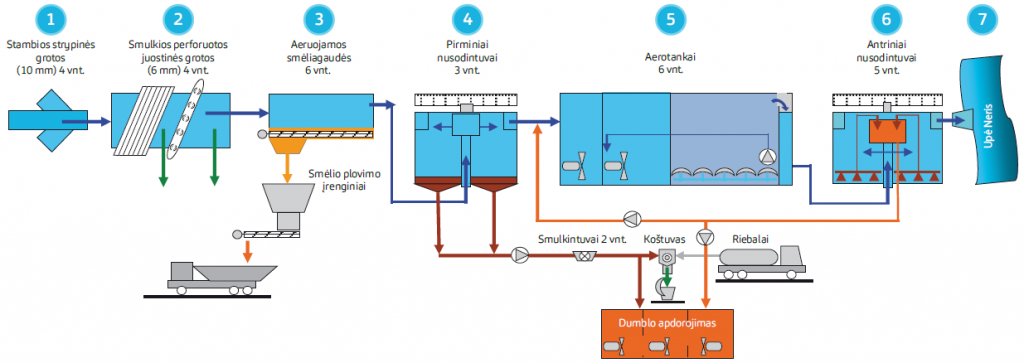 1
Stambios strypinės
grotos
(10 mm) 4 vnt.
2
Smulkios perforuotos
juostinės grotos
(6 mm) 4 vnt.
3
Aeruojamos
smėliagaudės
6 vnt.
4
Pirminiai
nusodintuvai
3 vnt.
5
Aerotankai
6 vnt.
6
Antriniai
nusodintuvai
5 vnt.
7
Upė Neris
Smėlio plovimo
įrenginiai
Smulkintuvai 2 vnt.
Koštuvas
Riebalai
Dumblo apdorojimas